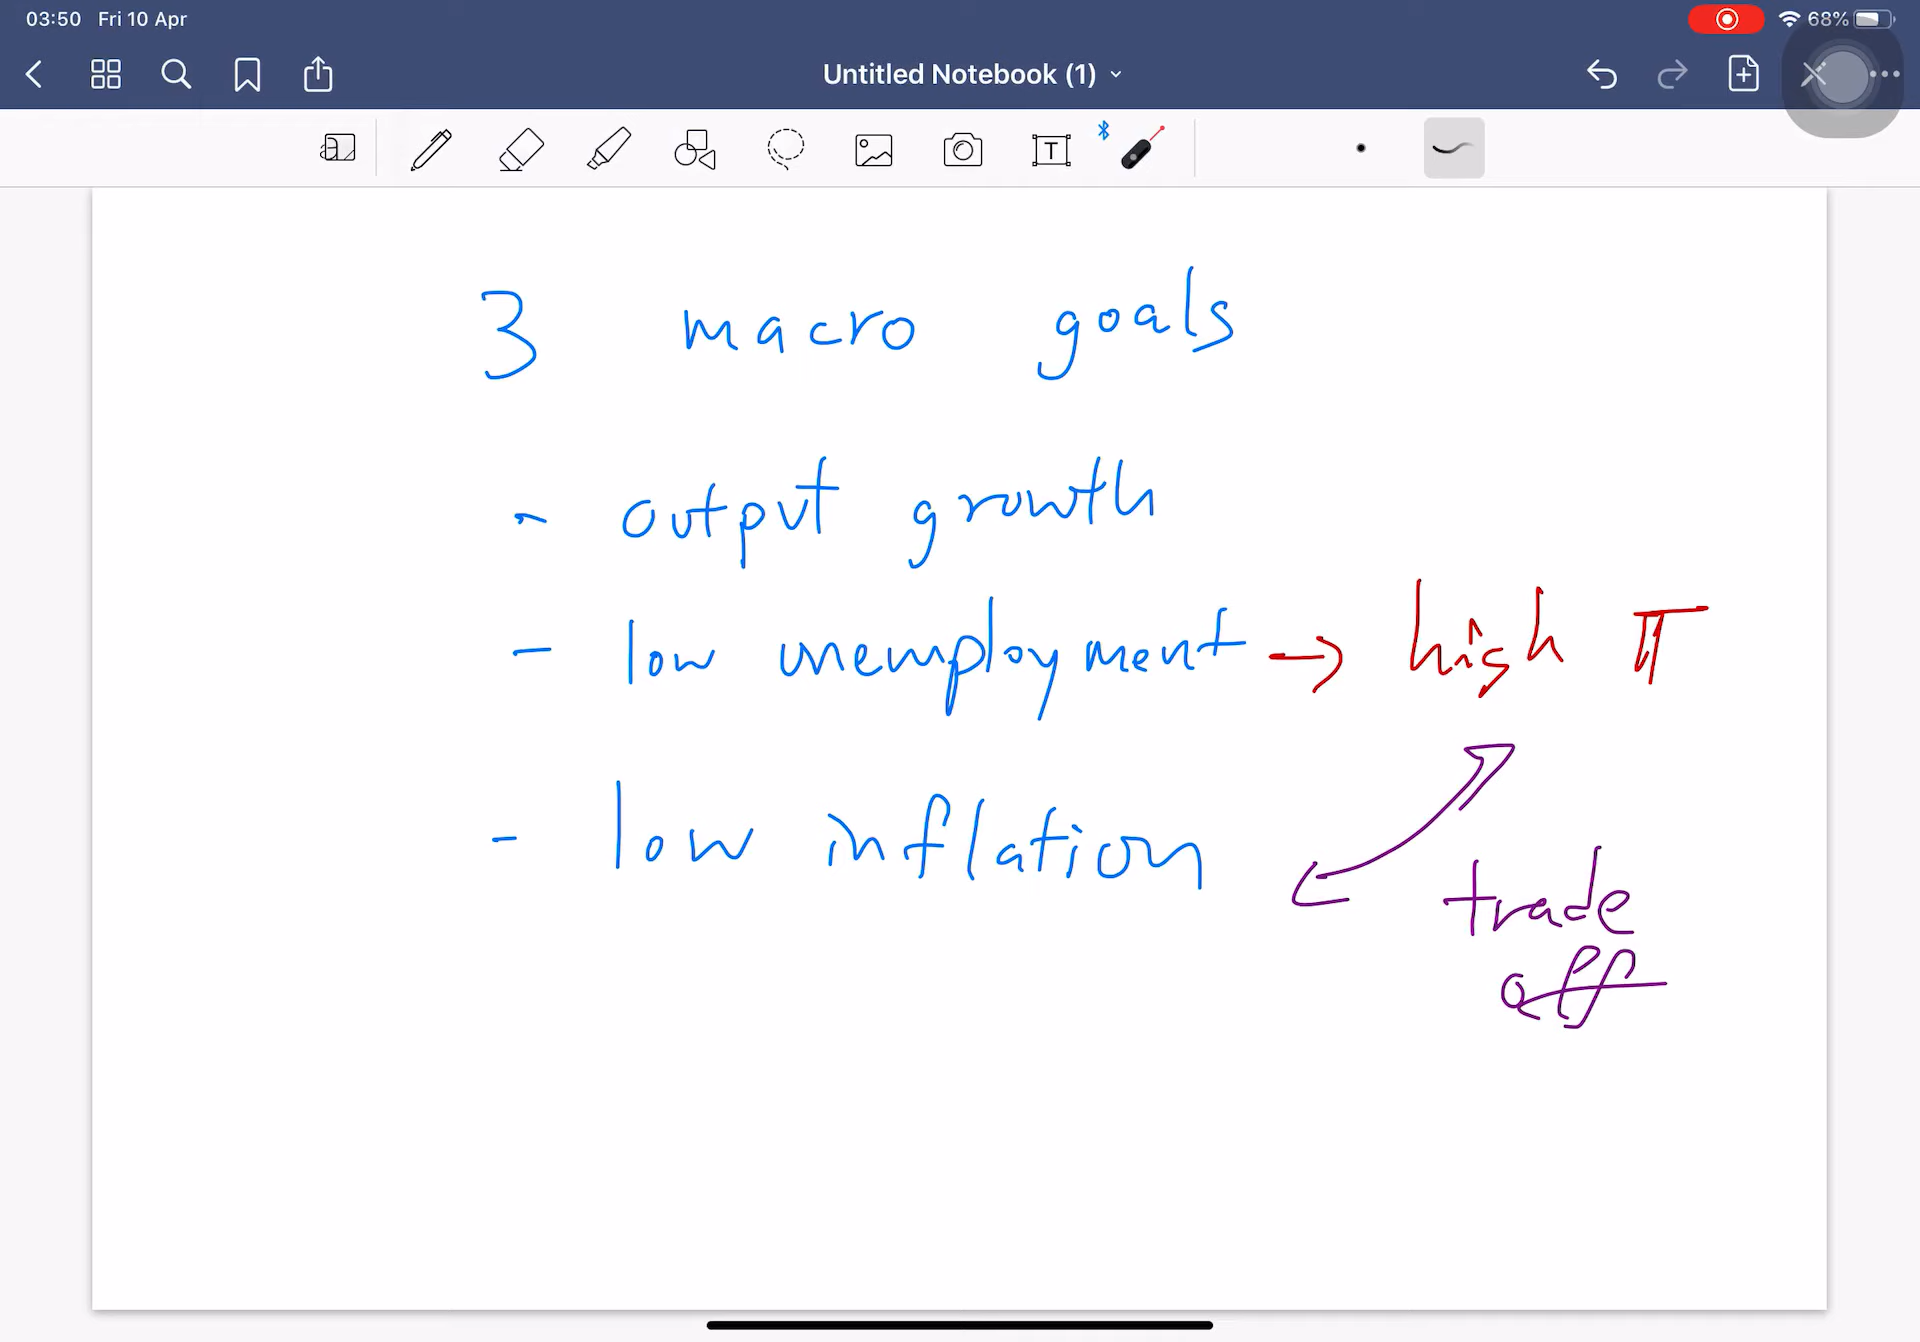 03:50 Fri 10 Apr 68%
Untitled Notebook (1)
3 macro goals
- output growth
- low unemployment → high π
- low inflation
trade
off